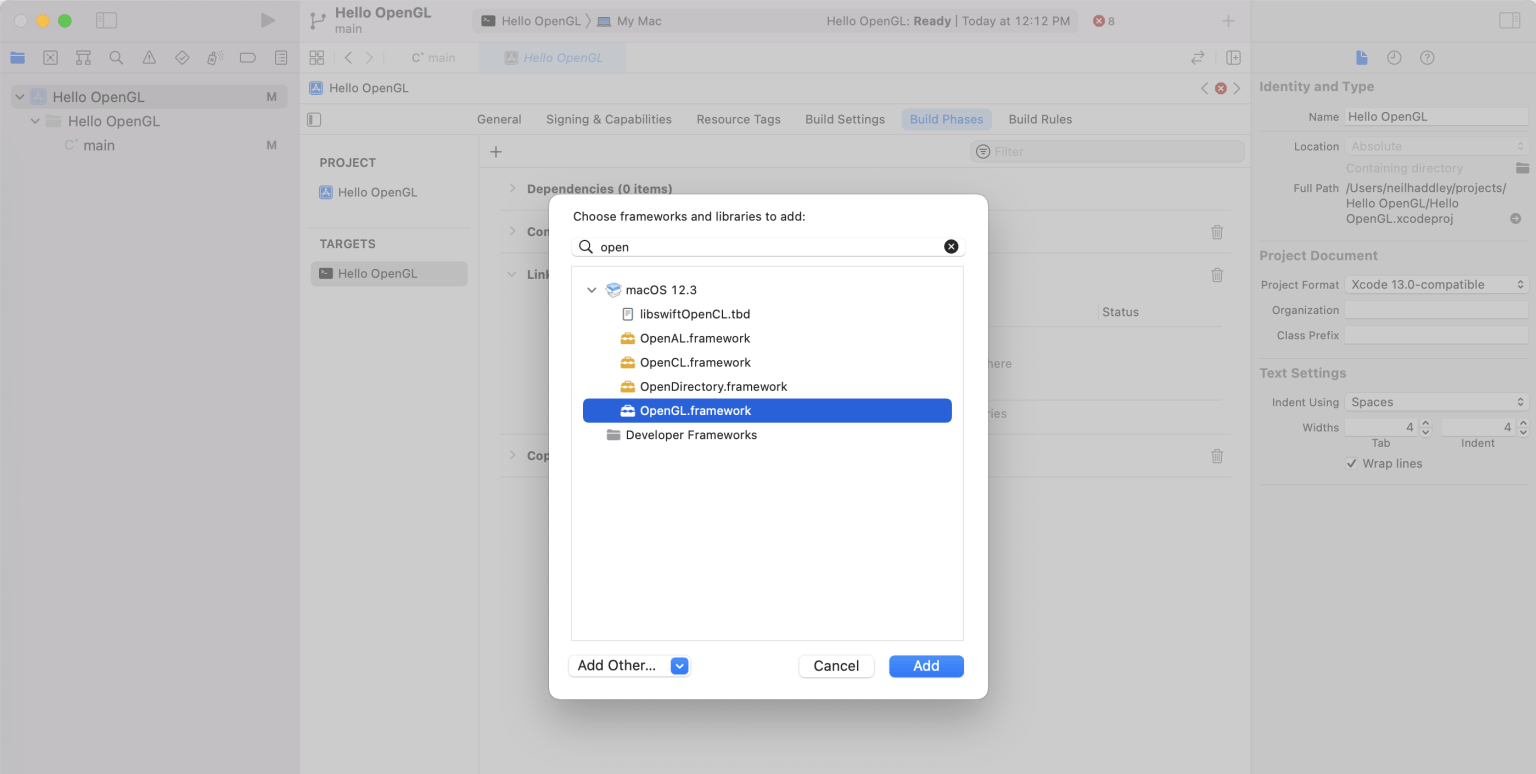 Hello OpenGL
main
Hello OpenGL
My Mac
Hello OpenGL: Ready | Today at 12:12 PM
8
C+ main
Hello OpenGL
Hello OpenGL
Hello OpenGL M
Hello OpenGL
C+ main M
General Signing & Capabilities Resource Tags Build Settings Build Phases Build Rules
PROJECT
Hello OpenGL
TARGETS
Hello OpenGL
Filter
Dependencies (0 items)
Status
here
Choose frameworks and libraries to add:
open
macOS 12.3
libswiftOpenCL.tbd
OpenAL.framework
OpenCL.framework
OpenDirectory.framework
OpenGL.framework
Developer Frameworks
Add Other...
Cancel
Add
Identity and Type
Name Hello OpenGL
Location Absolute
Containing directory
Full Path /Users/neilhaddley/projects/
Hello OpenGL/Hello
OpenGL.xcodeproj
Project Document
Project Format Xcode 13.0-compatible
Organization
Class Prefix
Text Settings
Indent Using Spaces
Widths 4 4
Tab Indent
Wrap lines